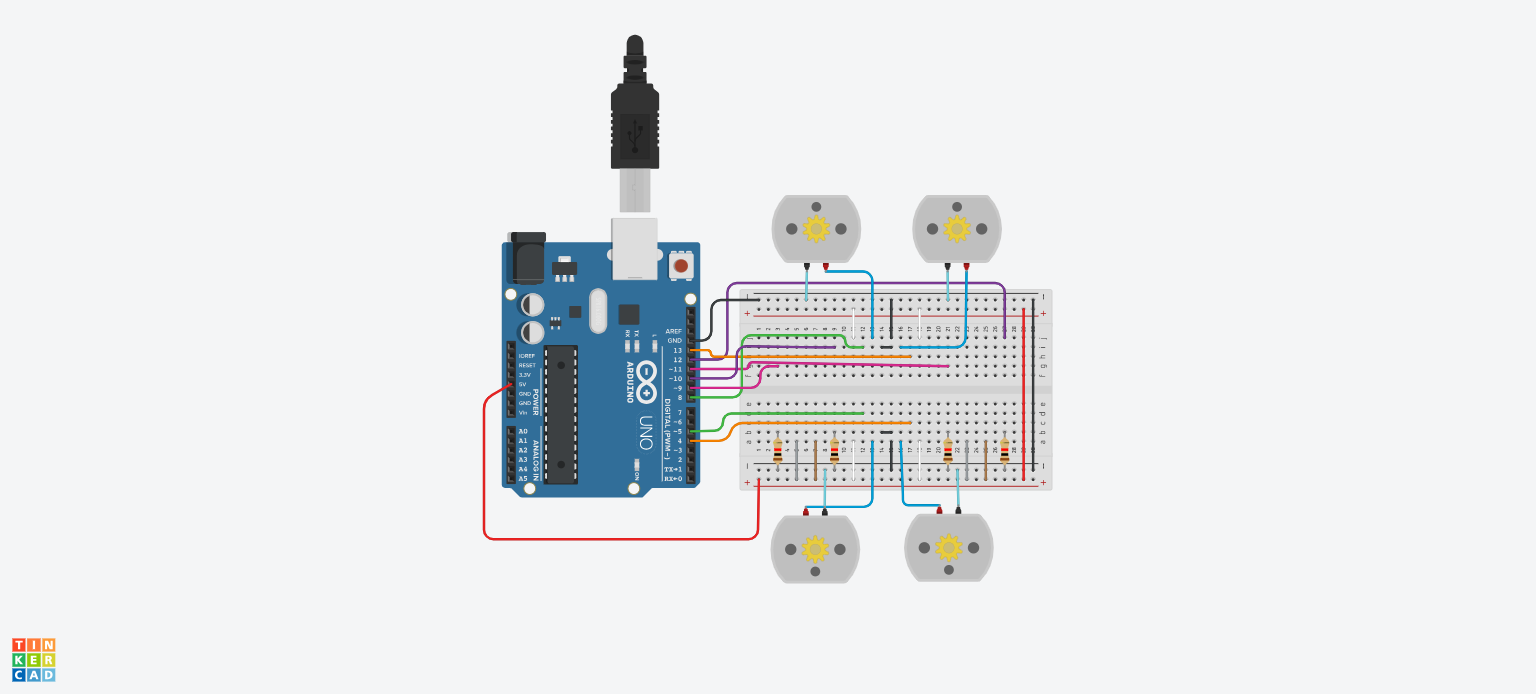 AREF
GND
13
12
~11
~10
~9
8
7
~6
~5
4
~3
2
TX→1
RX←0
DIGITAL (PWM~)
IOREF
RESET
3.3V
5V
GND
GND
Vin
POWER
A0
A1
A2
A3
A4
A5
ANALOG IN
RX
TX
L
ARDUINO
UNO
ON
TIN
KER
CAD